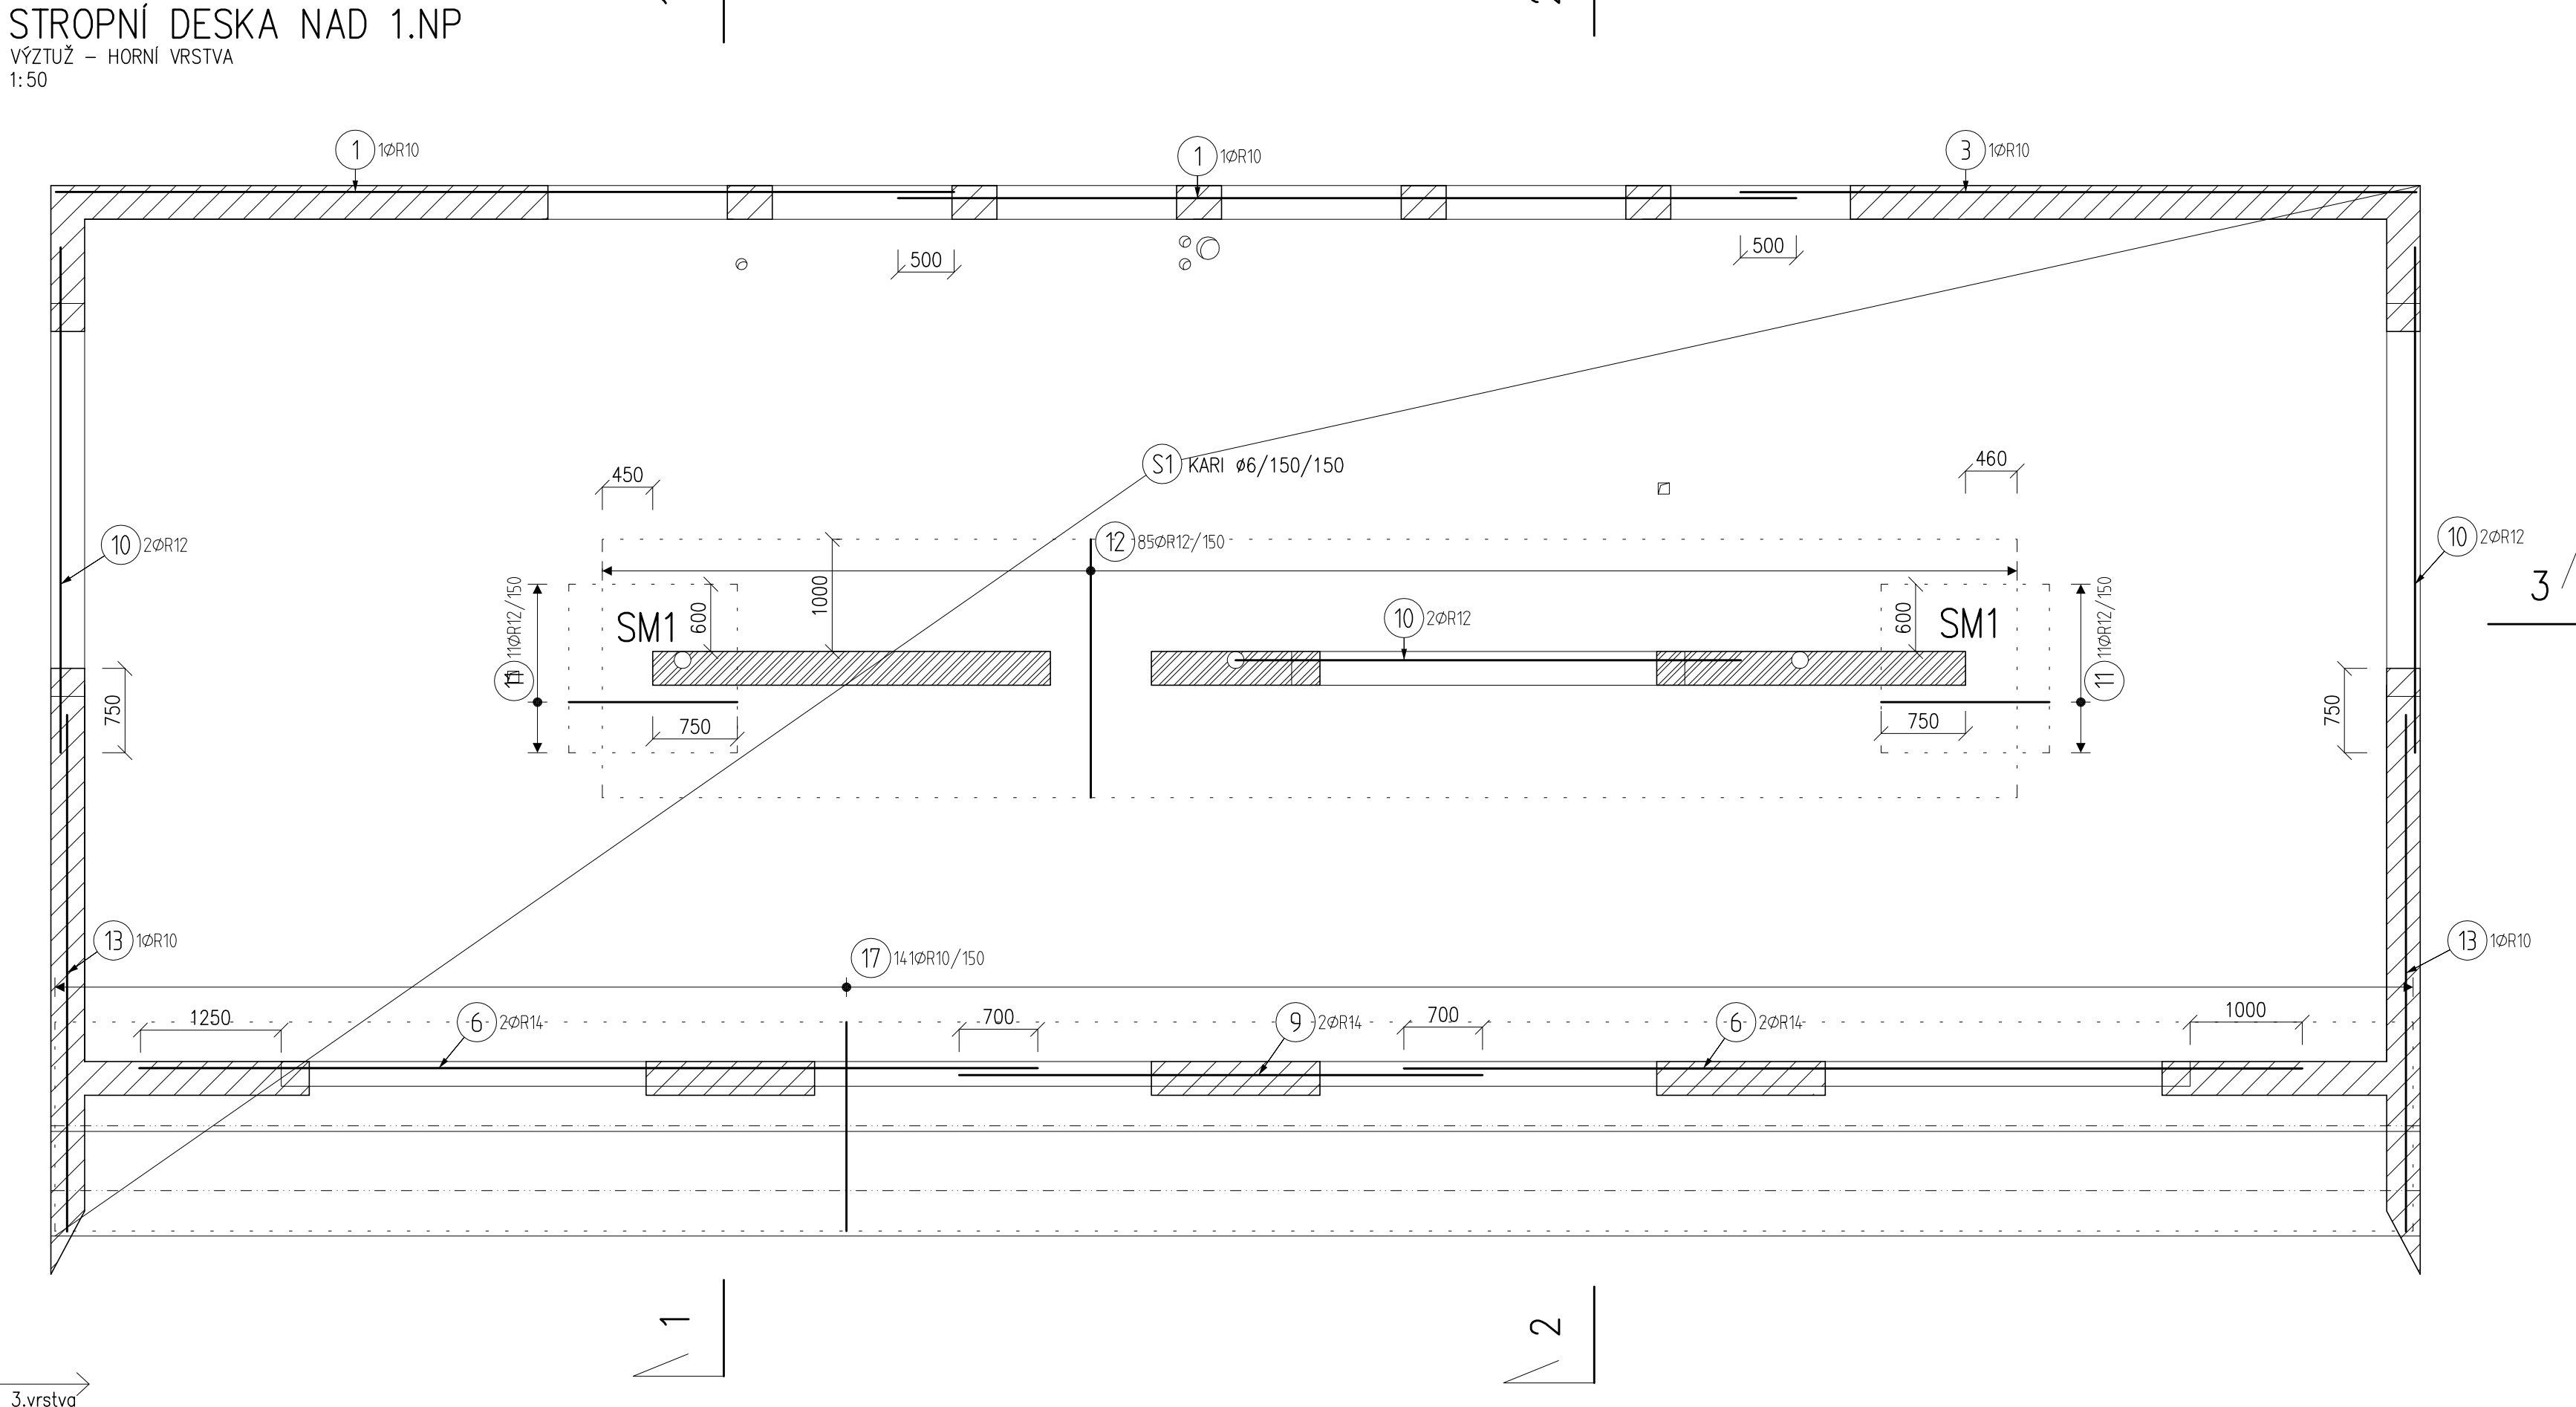 STROPNÍ DESKA NAD 1.NP
VÝZTUŽ – HORNÍ VRSTVA
1:50
1 1ØR10
1 1ØR10
3 1ØR10
500
500
S1 KARI ø6/150/150
450
460
10 2ØR12
12 85ØR12/150
10 2ØR12
3
11 11ØR12/150
SM1
600
1000
10 2ØR12
600
SM1
11 11ØR12/150
750
750
750
750
13 1ØR10
17 141ØR10/150
13 1ØR10
1250
6 2ØR14
700
9 2ØR14
700
6 2ØR14
1000
1
2
3.vrstva